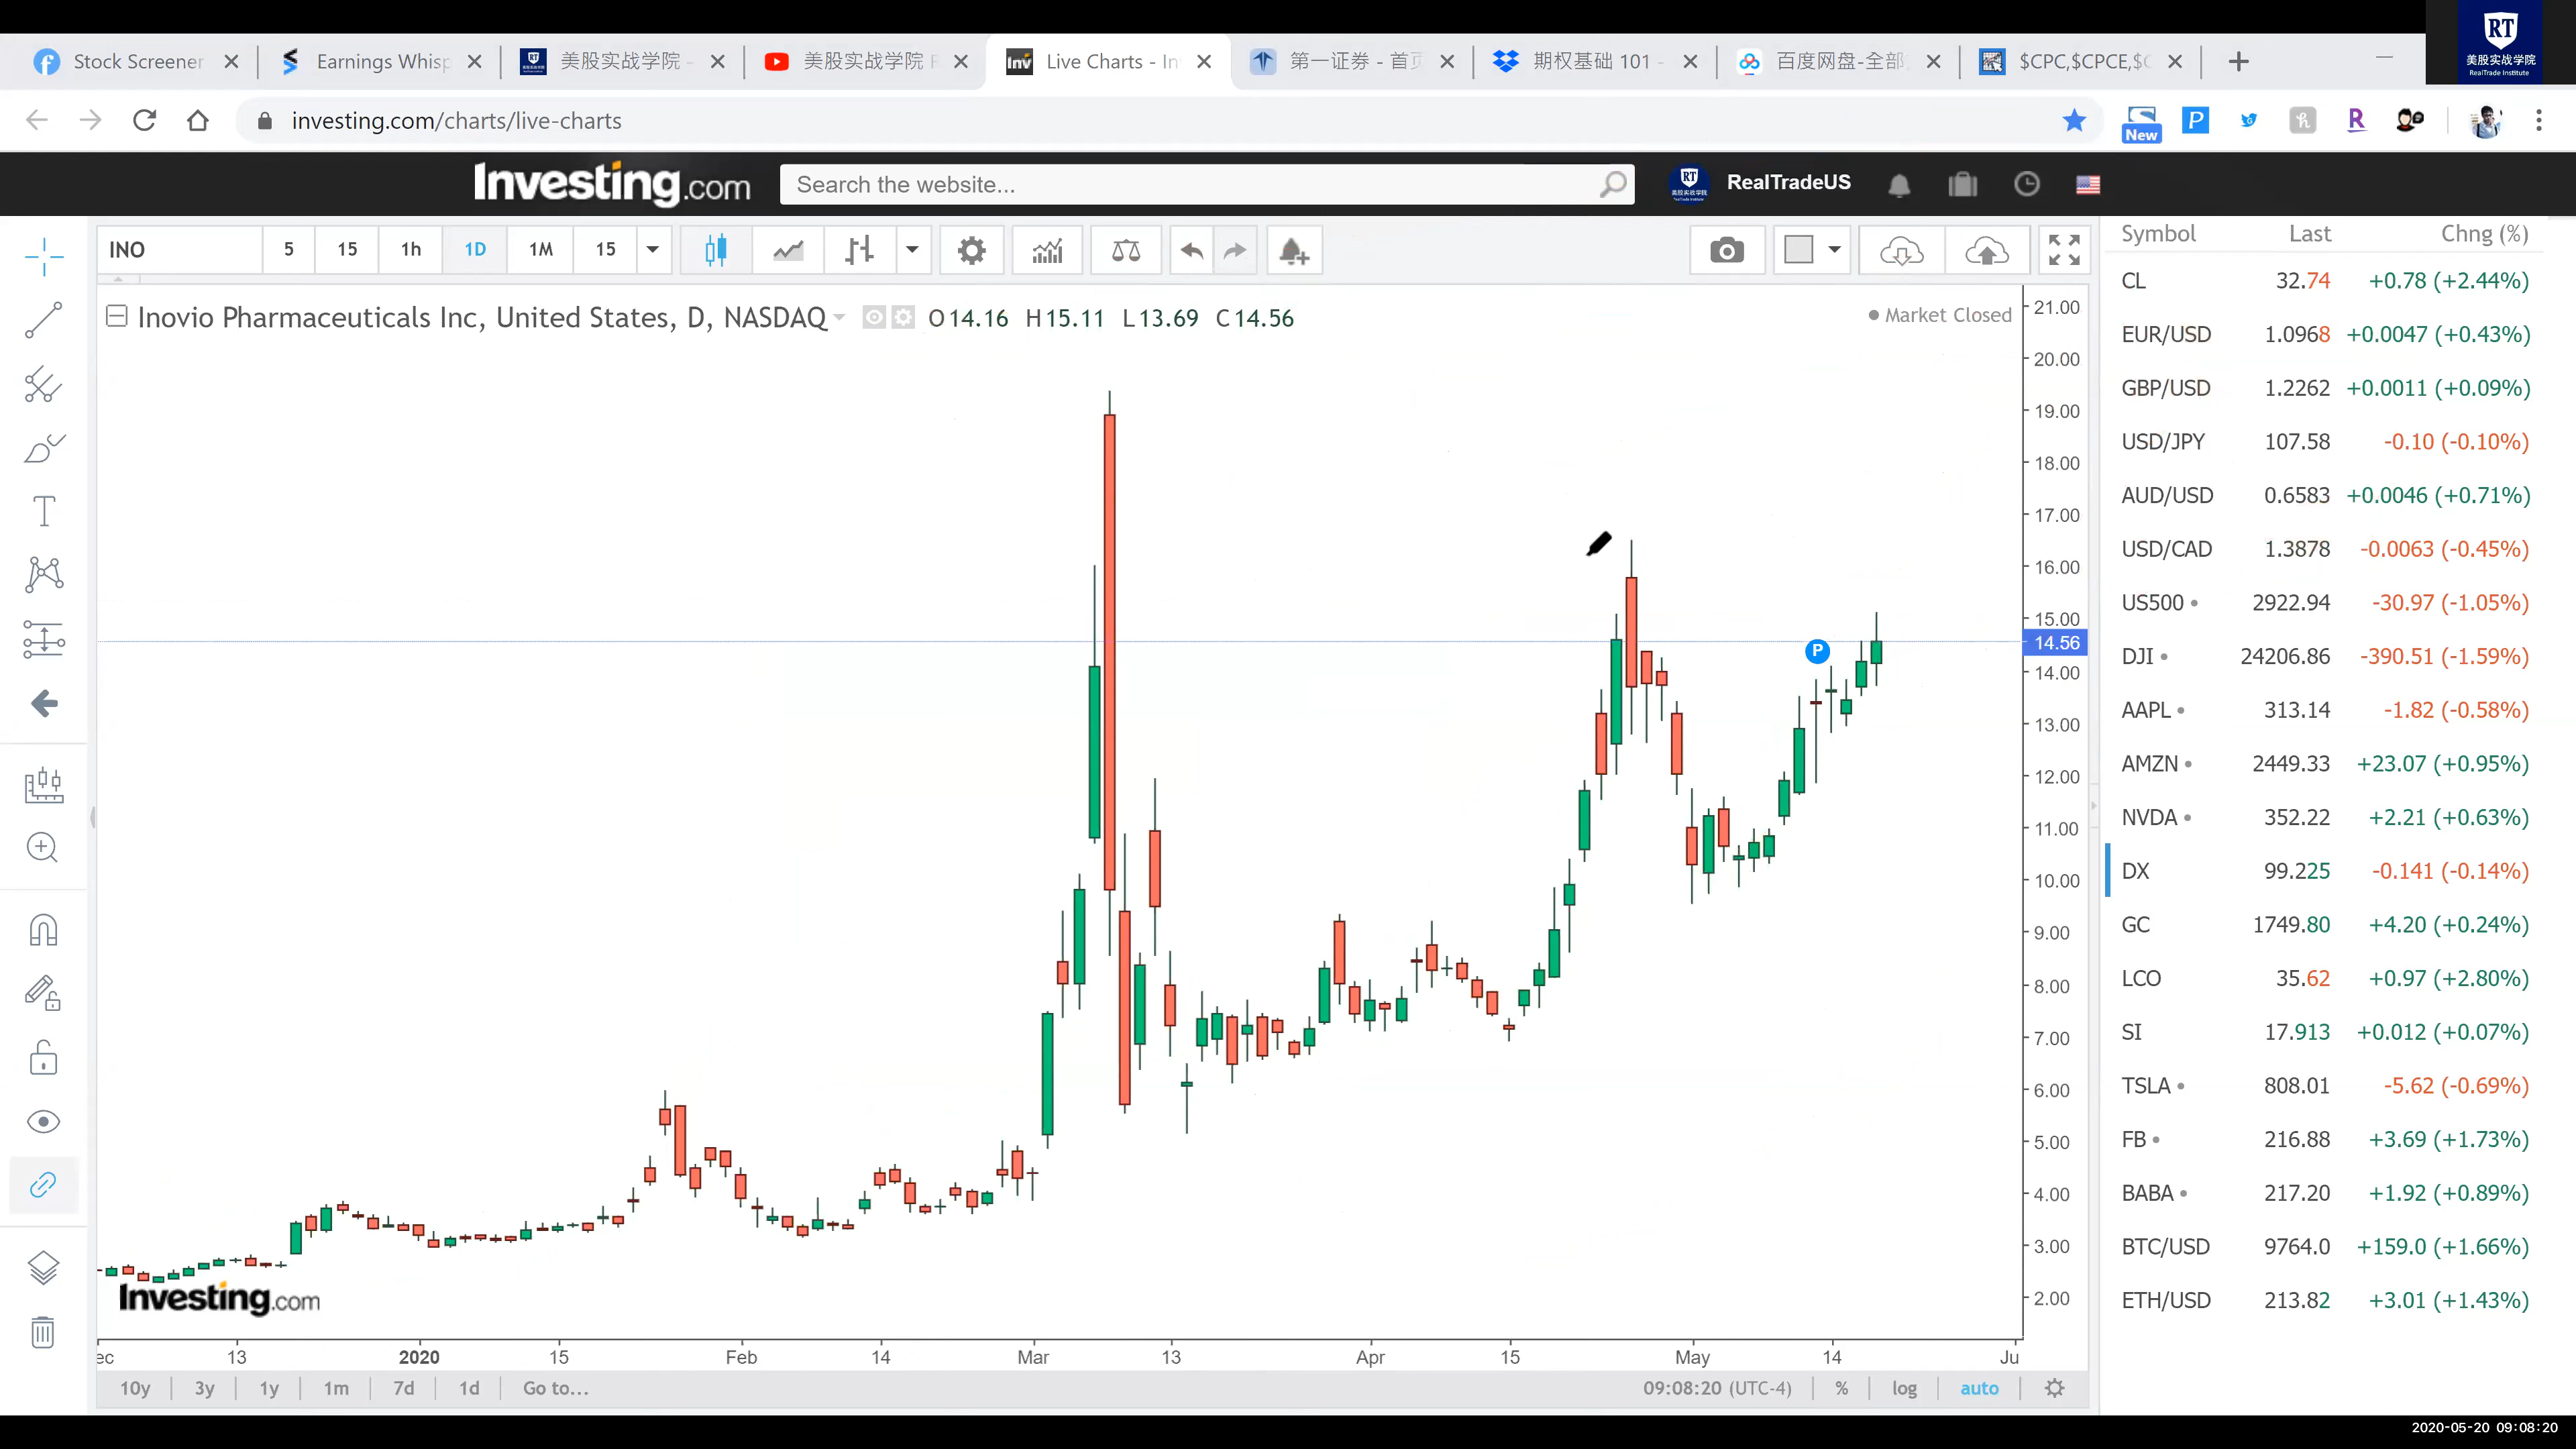 RT
美股实战学院
RealTrade Institute
Stock Screener
Earnings Whisp
美股实战学院 -
美股实战学院 R
Inv
Live Charts - In
第一证券 - 首页
期权基础 101 -
百度网盘-全部
$CPC,$CPCE,$C
investing.com/charts/live-charts
New
Investing.com
Search the website...
RealTradeUS
INO
5
15
1h
1D
1M
15
Inovio Pharmaceuticals Inc, United States, D, NASDAQ
O14.16 H15.11 L13.69 C14.56
Market Closed
21.00
20.00
19.00
18.00
17.00
16.00
15.00
14.56
14.00
13.00
12.00
11.00
10.00
9.00
8.00
7.00
6.00
5.00
4.00
3.00
2.00
P
Investing.com
ec
13
2020
15
Feb
14
Mar
13
Apr
15
May
14
Ju
10y
3y
1y
1m
7d
1d
Go to...
09:08:20 (UTC-4)
%
log
auto
Symbol Last Chng (%)
CL 32.74 +0.78 (+2.44%)
EUR/USD 1.0968 +0.0047 (+0.43%)
GBP/USD 1.2262 +0.0011 (+0.09%)
USD/JPY 107.58 -0.10 (-0.10%)
AUD/USD 0.6583 +0.0046 (+0.71%)
USD/CAD 1.3878 -0.0063 (-0.45%)
US500 2922.94 -30.97 (-1.05%)
DJI 24206.86 -390.51 (-1.59%)
AAPL 313.14 -1.82 (-0.58%)
AMZN 2449.33 +23.07 (+0.95%)
NVDA 352.22 +2.21 (+0.63%)
DX 99.225 -0.141 (-0.14%)
GC 1749.80 +4.20 (+0.24%)
LCO 35.62 +0.97 (+2.80%)
SI 17.913 +0.012 (+0.07%)
TSLA 808.01 -5.62 (-0.69%)
FB 216.88 +3.69 (+1.73%)
BABA 217.20 +1.92 (+0.89%)
BTC/USD 9764.0 +159.0 (+1.66%)
ETH/USD 213.82 +3.01 (+1.43%)
2020-05-20 09:08:20